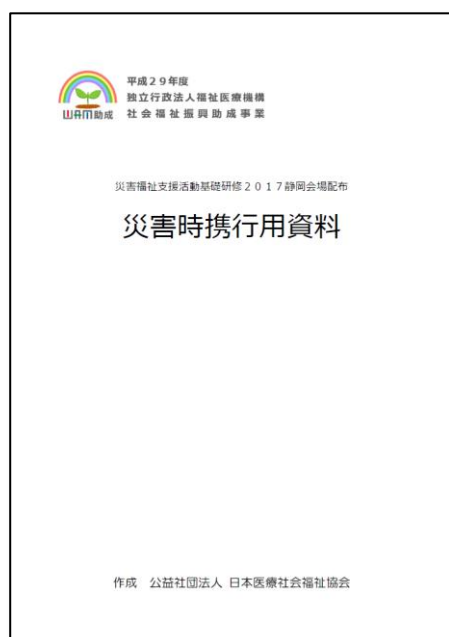 平成２９年度
独立行政法人福祉医療機構
社会福祉振興助成事業
WAM助成
災害福祉支援活動基礎研修２０１７静岡会場配布
災害時携行用資料
作成　公益社団法人 日本医療社会福祉協会